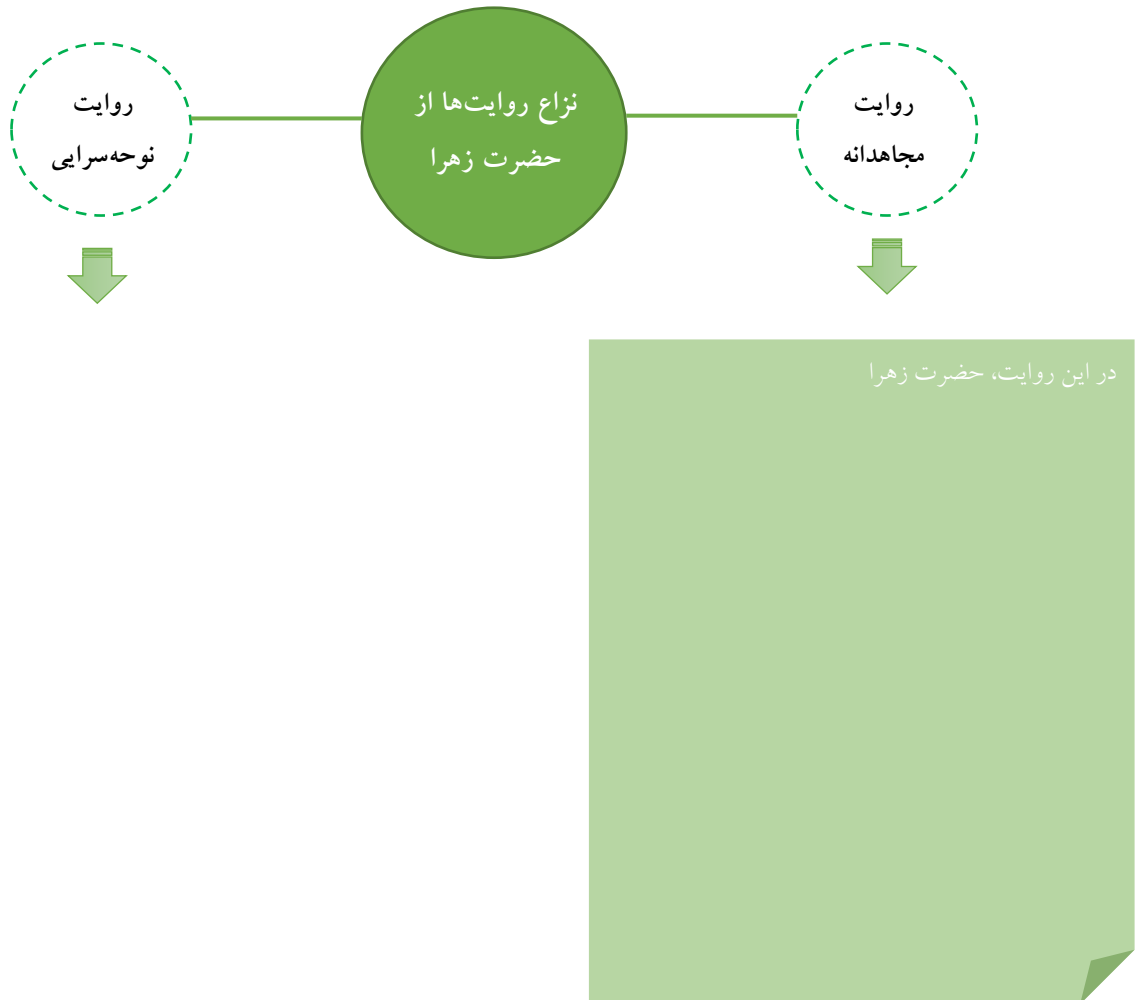 روایت
مجاهدانه
نزاع روایت‌ها از
حضرت زهرا
روایت
نوحه‌سرایی
در این روایت، حضرت زهرا